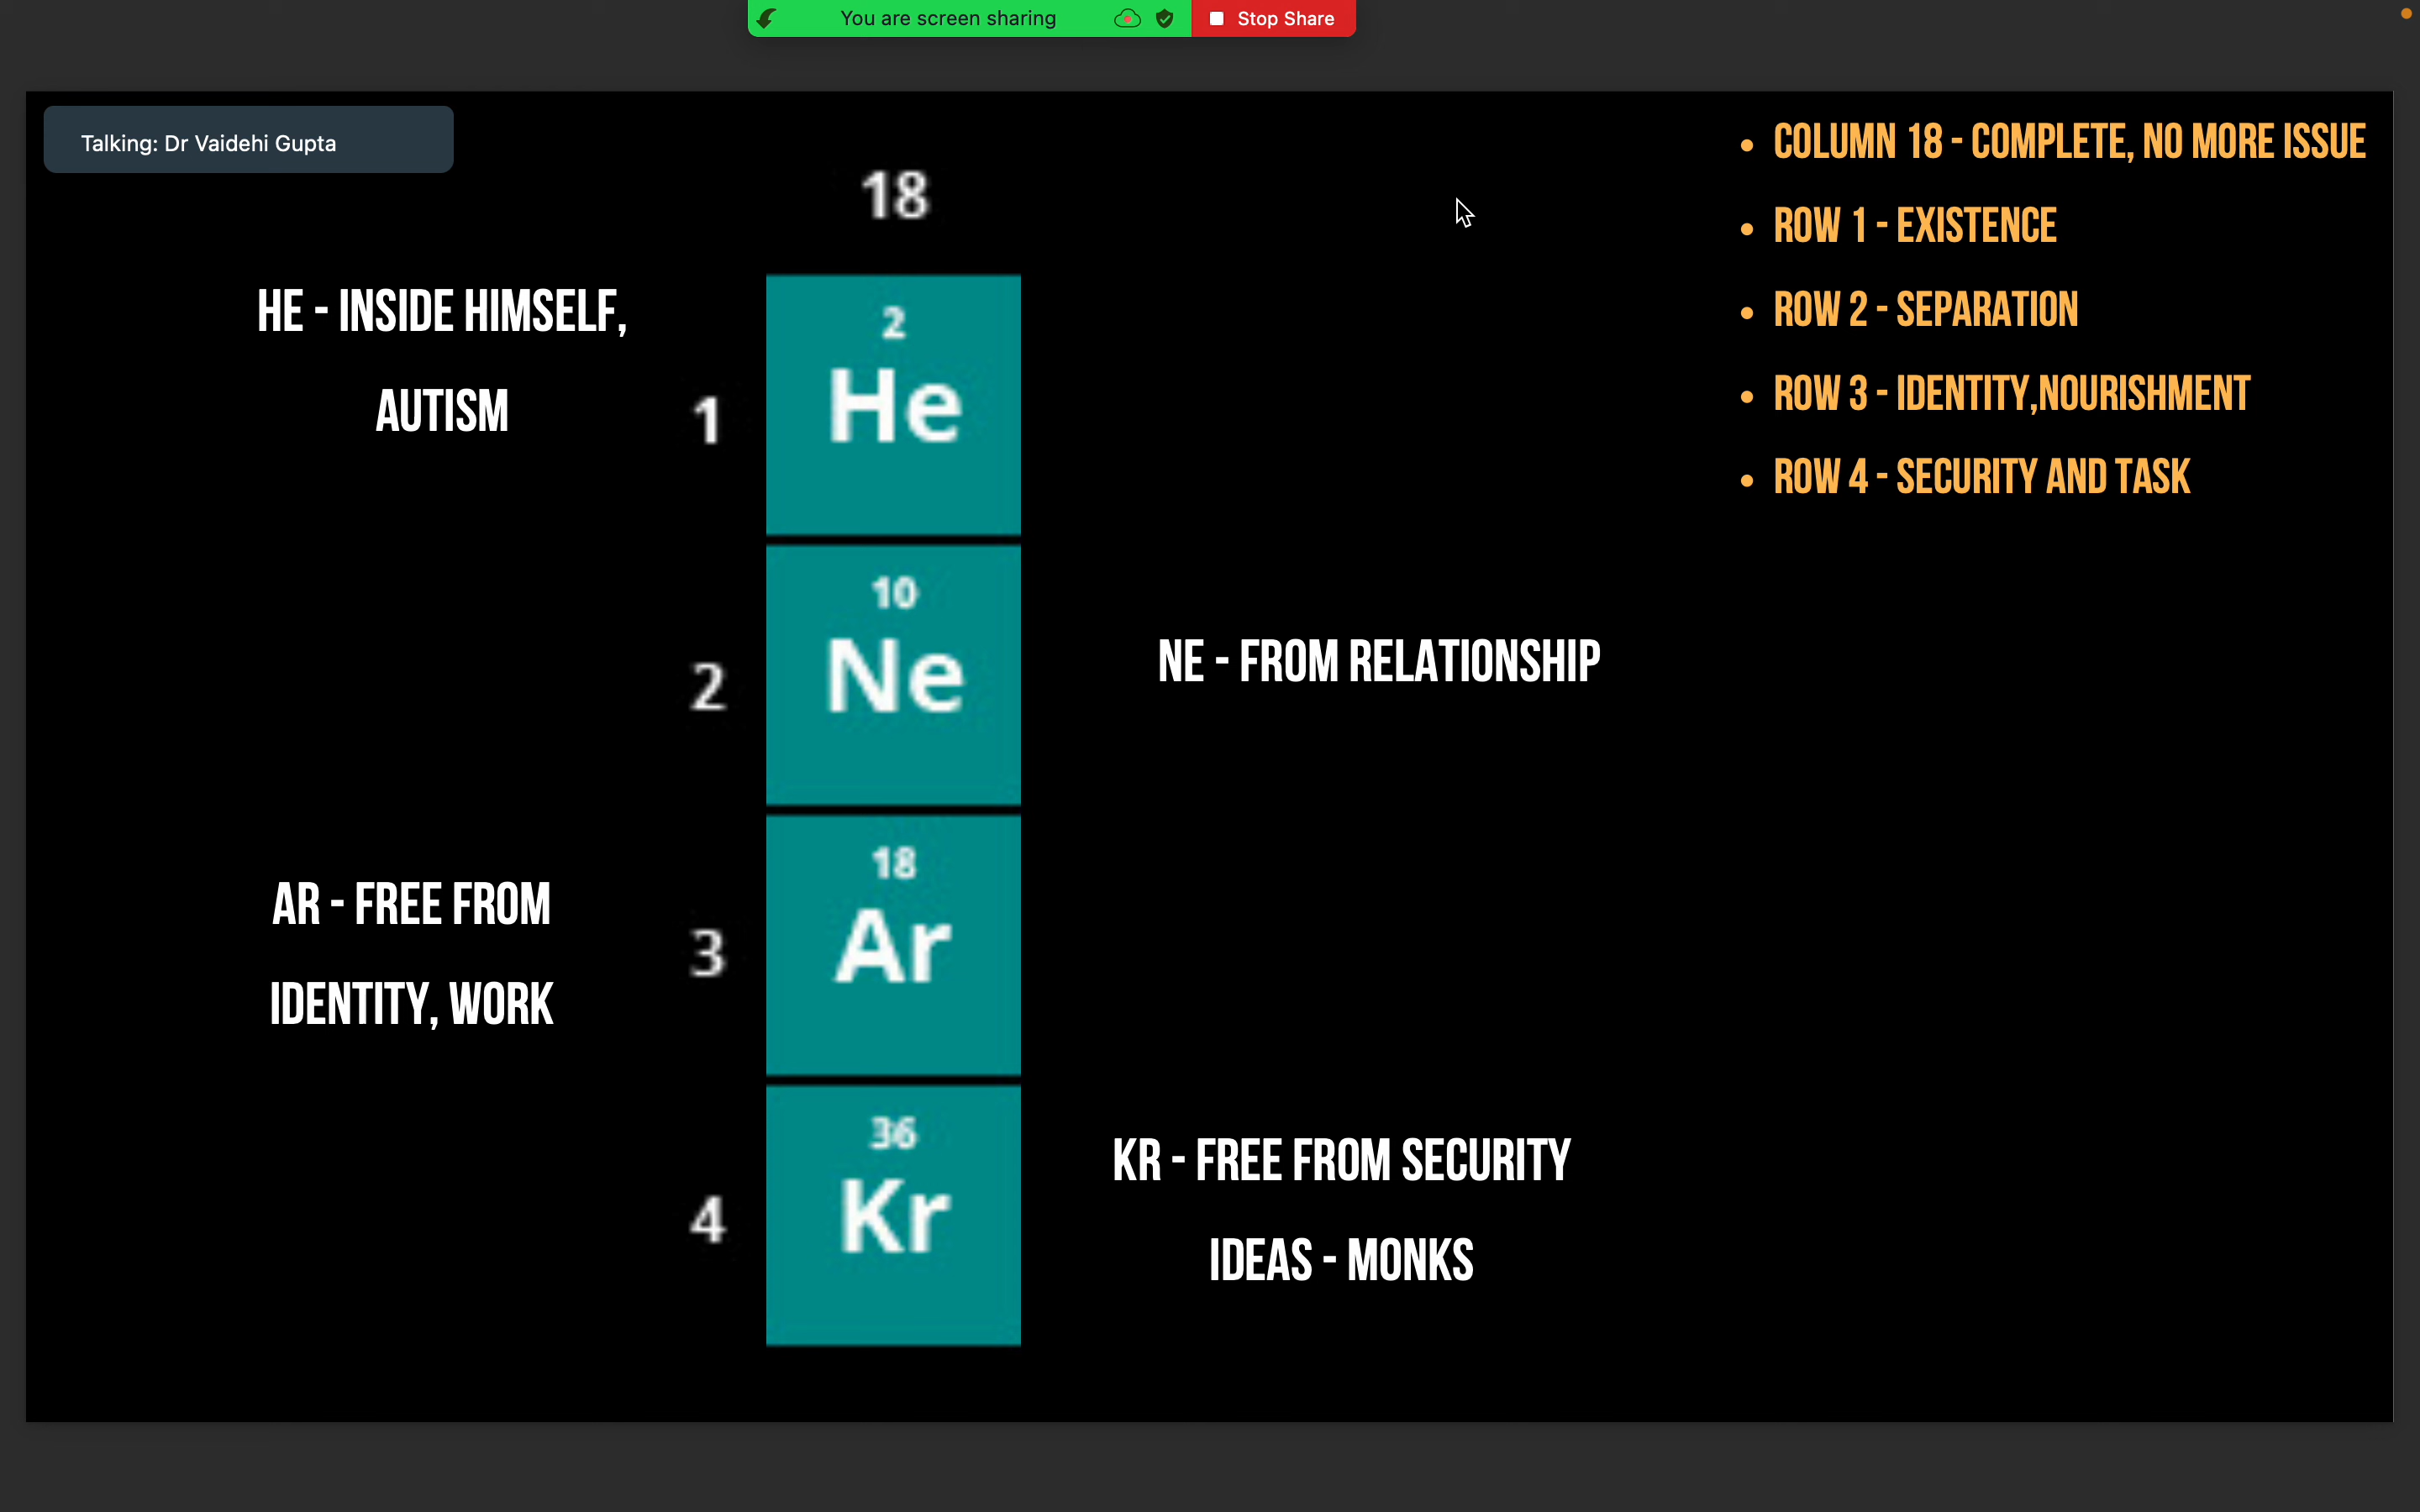 You are screen sharing
Stop Share
Talking: Dr Vaidehi Gupta
18
HE - INSIDE HIMSELF,
AUTISM
1
2
He
2
10
Ne
NE - FROM RELATIONSHIP
AR - FREE FROM
IDENTITY, WORK
3
18
Ar
4
36
Kr
KR - FREE FROM SECURITY
IDEAS - MONKS
• COLUMN 18 - COMPLETE, NO MORE ISSUE
• ROW 1 - EXISTENCE
• ROW 2 - SEPARATION
• ROW 3 - IDENTITY,NOURISHMENT
• ROW 4 - SECURITY AND TASK